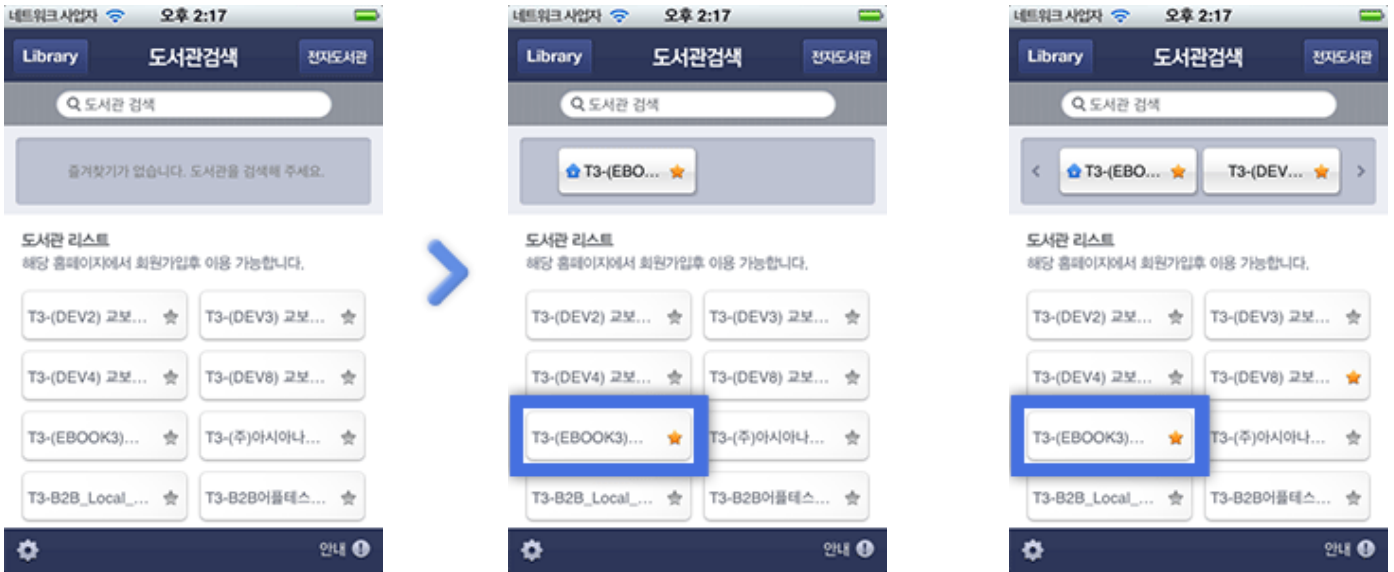 네트워크 사업자 오후 2:17
Library 도서관검색 전자도서관
도서관 검색
즐겨찾기가 없습니다. 도서관을 검색해 주세요.
도서관 리스트
해당 홈페이지에서 회원가입후 이용 가능합니다.
T3-(DEV2) 교보... T3-(DEV3) 교보...
T3-(DEV4) 교보... T3-(DEV8) 교보...
T3-(EBOOK3)... T3-(주)아시아나...
T3-B2B_Local_... T3-B2B어플테스...
안내
네트워크 사업자 오후 2:17
Library 도서관검색 전자도서관
도서관 검색
T3-(EBO...
도서관 리스트
해당 홈페이지에서 회원가입후 이용 가능합니다.
T3-(DEV2) 교보... T3-(DEV3) 교보...
T3-(DEV4) 교보... T3-(DEV8) 교보...
T3-(EBOOK3)... T3-(주)아시아나...
T3-B2B_Local_... T3-B2B어플테스...
안내
네트워크 사업자 오후 2:17
Library 도서관검색 전자도서관
도서관 검색
T3-(EBO... T3-(DEV...
도서관 리스트
해당 홈페이지에서 회원가입후 이용 가능합니다.
T3-(DEV2) 교보... T3-(DEV3) 교보...
T3-(DEV4) 교보... T3-(DEV8) 교보...
T3-(EBOOK3)... T3-(주)아시아나...
T3-B2B_Local_... T3-B2B어플테스...
안내